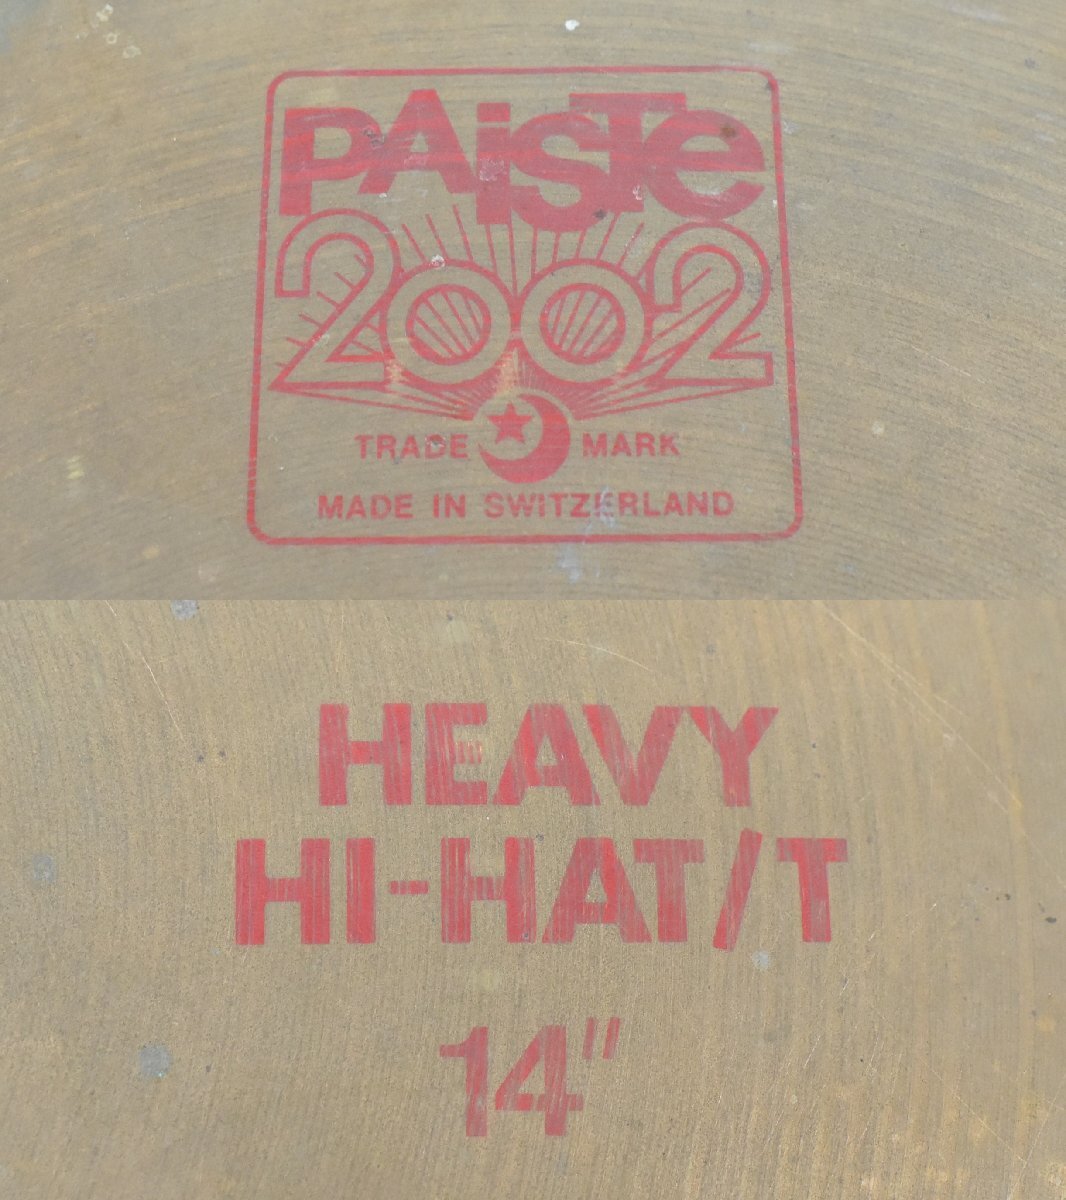 PAiSTe
2002
TRADE MARK
MADE IN SWITZERLAND
HEAVY
HI-HAT/T
14"